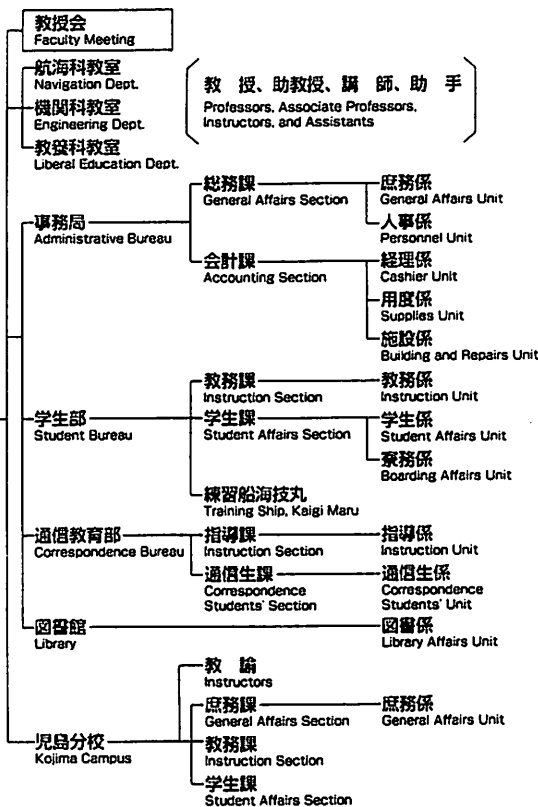 教授会
Faculty Meeting
航海科教室
Navigation Dept.
機関科教室
Engineering Dept.
教養科教室
Liberal Education Dept.
教 授、助教授、講 師、助 手
Professors, Associate Professors,
Instructors, and Assistants
事務局
Administrative Bureau
総務課
General Affairs Section
庶務係
General Affairs Unit
人事係
Personnel Unit
会計課
Accounting Section
経理係
Cashier Unit
用度係
Supplies Unit
施設係
Building and Repairs Unit
学生部
Student Bureau
教務課
Instruction Section
教務係
Instruction Unit
学生課
Student Affairs Section
学生係
Student Affairs Unit
寮務係
Boarding Affairs Unit
練習船海技丸
Training Ship, Kaigi Maru
通信教育部
Correspondence Bureau
指導課
Instruction Section
指導係
Instruction Unit
通信生課
Correspondence
Students' Section
通信生係
Correspondence
Students' Unit
図書館
Library
図書係
Library Affairs Unit
児島分校
Kojima Campus
教 諭
Instructors
庶務課
General Affairs Section
庶務係
General Affairs Unit
教務課
Instruction Section
学生課
Student Affairs Section